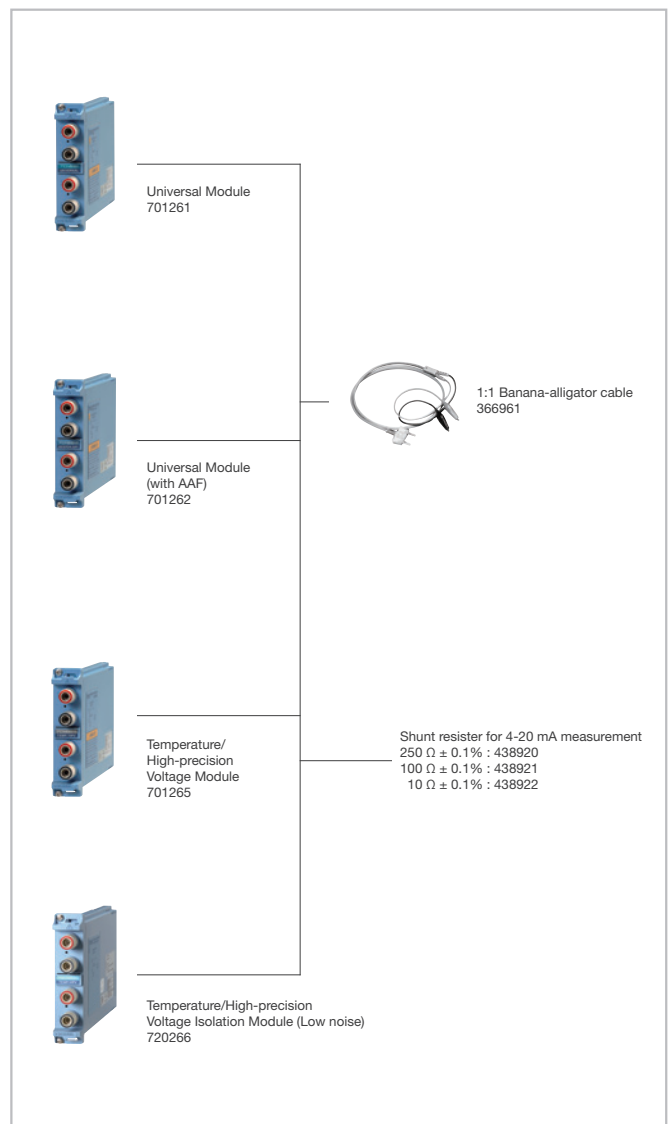 Universal Module
701261
1:1 Banana-alligator cable
366961
Universal Module
(with AAF)
701262
Temperature/
High-precision
Voltage Module
701265
Shunt resister for 4-20 mA measurement
250 Ω ± 0.1% : 438920
100 Ω ± 0.1% : 438921
10 Ω ± 0.1% : 438922
Temperature/High-precision
Voltage Isolation Module (Low noise)
720266